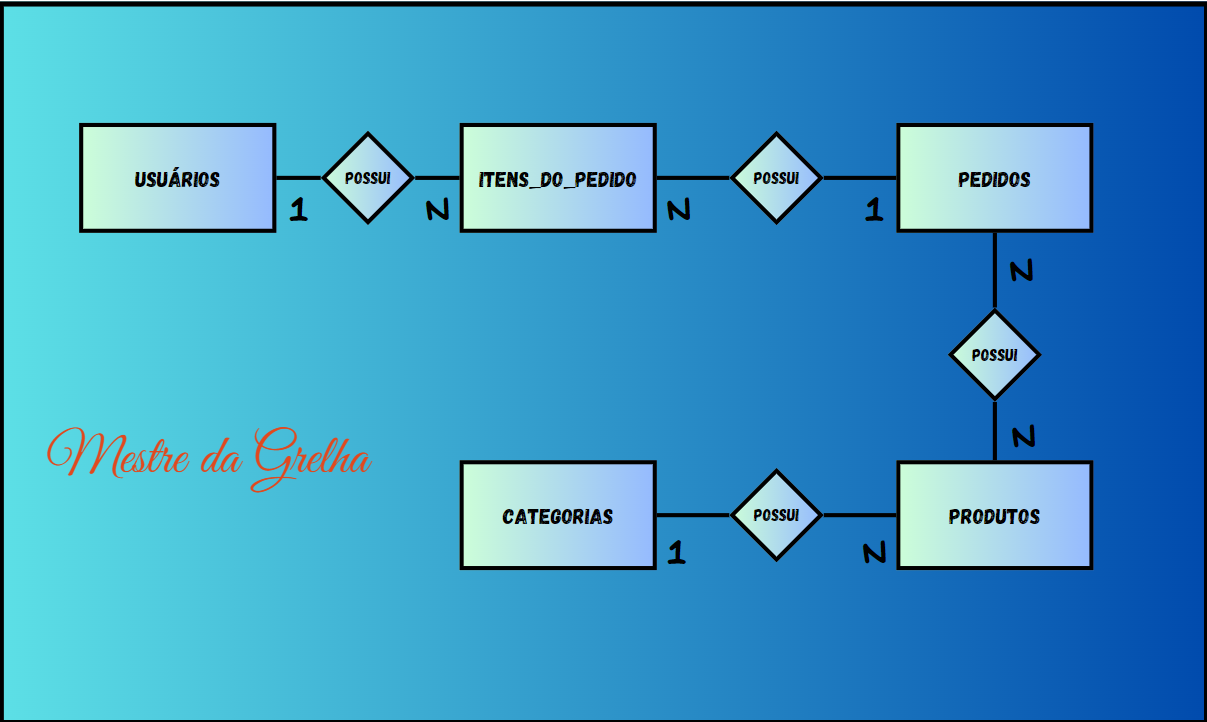 USUÁRIOS
POSSUI
ITENS_DO_PEDIDO
POSSUI
PEDIDOS
1
N
N
1
N
POSSUI
N
Mestre da Grelha
CATEGORIAS
POSSUI
PRODUTOS
1
N